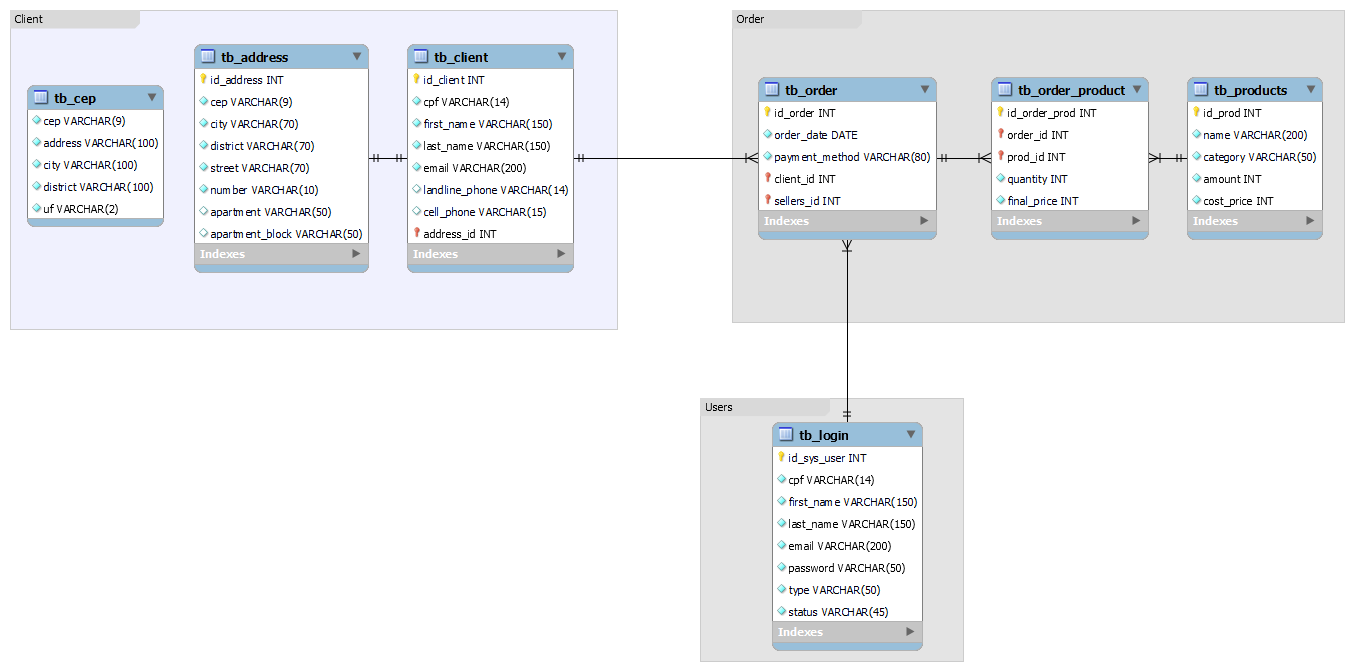 Client
tb_cep
cep VARCHAR(9)
address VARCHAR(100)
city VARCHAR(100)
district VARCHAR(100)
uf VARCHAR(2)
tb_address
id_address INT
cep VARCHAR(9)
city VARCHAR(70)
district VARCHAR(70)
street VARCHAR(70)
number VARCHAR(10)
apartment VARCHAR(50)
apartment_block VARCHAR(50)
Indexes
tb_client
id_client INT
cpf VARCHAR(14)
first_name VARCHAR(150)
last_name VARCHAR(150)
email VARCHAR(200)
landline_phone VARCHAR(14)
cell_phone VARCHAR(15)
address_id INT
Indexes
Order
tb_order
id_order INT
order_date DATE
payment_method VARCHAR(80)
client_id INT
sellers_id INT
Indexes
tb_order_product
id_order_prod INT
order_id INT
prod_id INT
quantity INT
final_price INT
Indexes
tb_products
id_prod INT
name VARCHAR(200)
category VARCHAR(50)
amount INT
cost_price INT
Indexes
Users
tb_login
id_sys_user INT
cpf VARCHAR(14)
first_name VARCHAR(150)
last_name VARCHAR(150)
email VARCHAR(200)
password VARCHAR(50)
type VARCHAR(50)
status VARCHAR(45)
Indexes